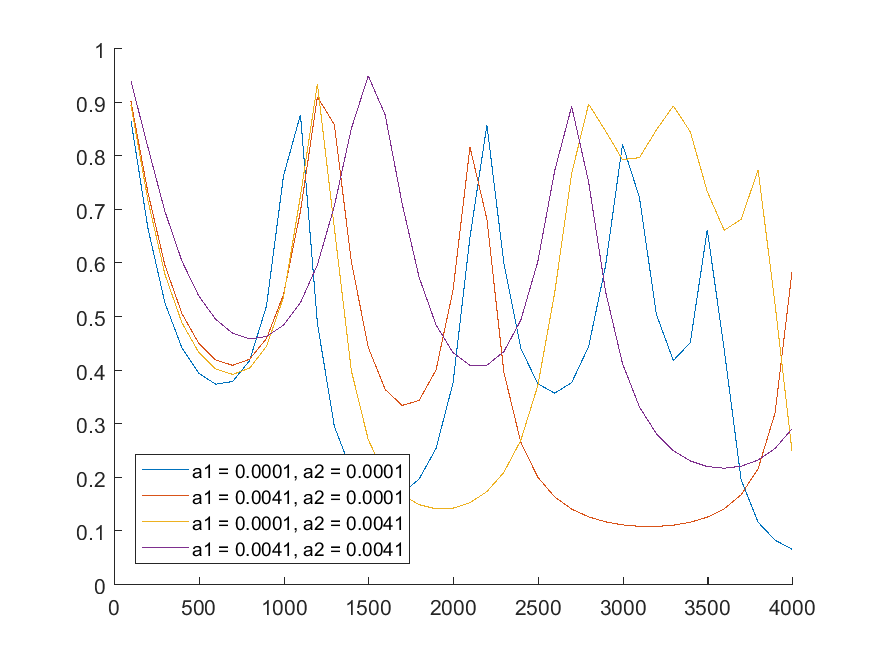 1
0.9
0.8
0.7
0.6
0.5
0.4
0.3
0.2
0.1
0
a1 = 0.0001, a2 = 0.0001
a1 = 0.0041, a2 = 0.0001
a1 = 0.0001, a2 = 0.0041
a1 = 0.0041, a2 = 0.0041
0 500 1000 1500 2000 2500 3000 3500 4000